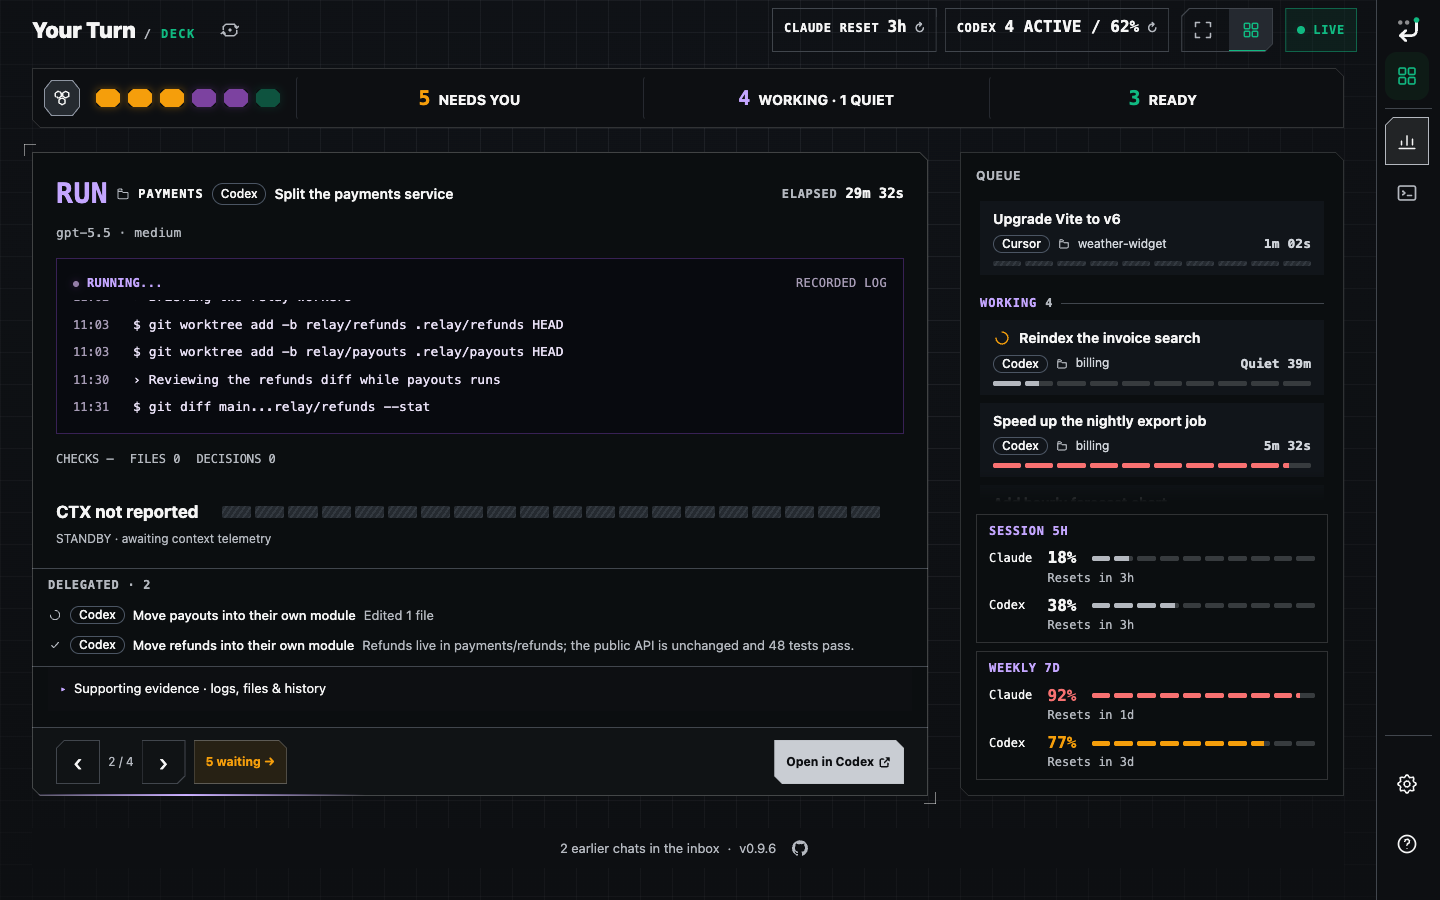 Your Turn / DECK
CLAUDE RESET 3h
CODEX 4 ACTIVE / 62%
LIVE
5 NEEDS YOU
4 WORKING · 1 QUIET
3 READY
RUN PAYMENTS Codex Split the payments service
ELAPSED 29m 32s
gpt-5.5 · medium
RUNNING...
RECORDED LOG
11:03 $ git worktree add -b relay/refunds .relay/refunds HEAD
11:03 $ git worktree add -b relay/payouts .relay/payouts HEAD
11:30 › Reviewing the refunds diff while payouts runs
11:31 $ git diff main...relay/refunds --stat
CHECKS — FILES 0 DECISIONS 0
CTX not reported
STANDBY · awaiting context telemetry
DELEGATED · 2
Codex Move payouts into their own module Edited 1 file
Codex Move refunds into their own module Refunds live in payments/refunds; the public API is unchanged and 48 tests pass.
Supporting evidence · logs, files & history
2 / 4
5 waiting →
Open in Codex
QUEUE
Upgrade Vite to v6
Cursor weather-widget 1m 02s
WORKING 4
Reindex the invoice search
Codex billing Quiet 39m
Speed up the nightly export job
Codex billing 5m 32s
SESSION 5H
Claude 18%
Resets in 3h
Codex 38%
Resets in 3h
WEEKLY 7D
Claude 92%
Resets in 1d
Codex 77%
Resets in 3d
2 earlier chats in the inbox · v0.9.6